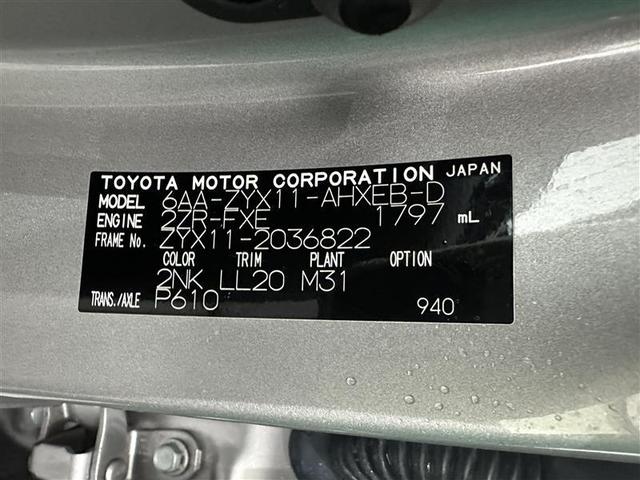 TOYOTA MOTOR CORPORATION JAPAN
MODEL 6AA-ZYX11-AHXEB-D
ENGINE 2ZR-FXE 1797 mL
FRAME No. ZYX11-2036822
COLOR TRIM PLANT OPTION
2NK LL20 M31
TRANS./AXLE P610 940